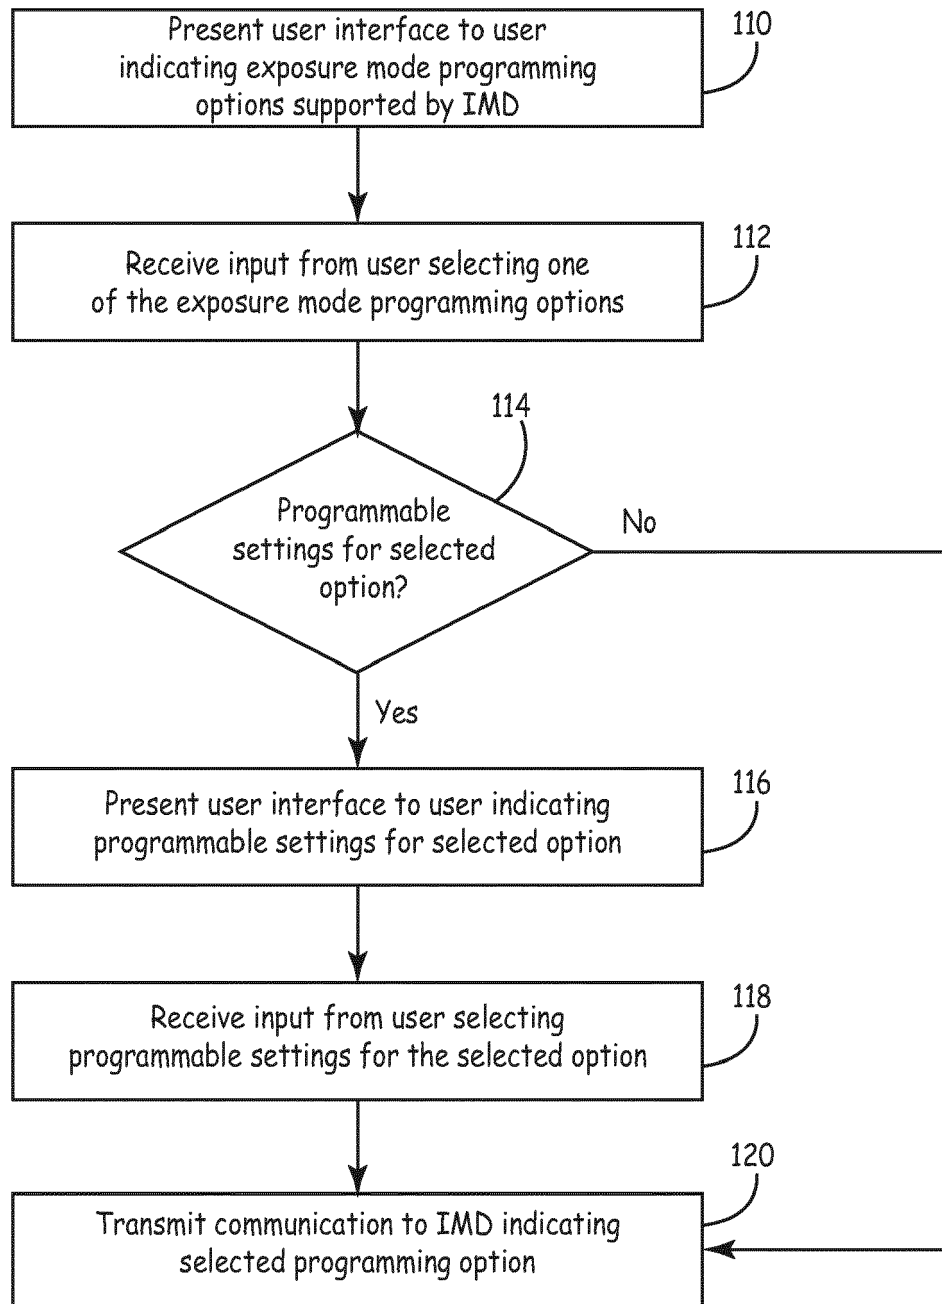 Present user interface to user
indicating exposure mode programming
options supported by IMD
110
Receive input from user selecting one
of the exposure mode programming options
112
114
Programmable
settings for selected
option?
No
Yes
Present user interface to user indicating
programmable settings for selected option
116
Receive input from user selecting
programmable settings for the selected option
118
120
Transmit communication to IMD indicating
selected programming option